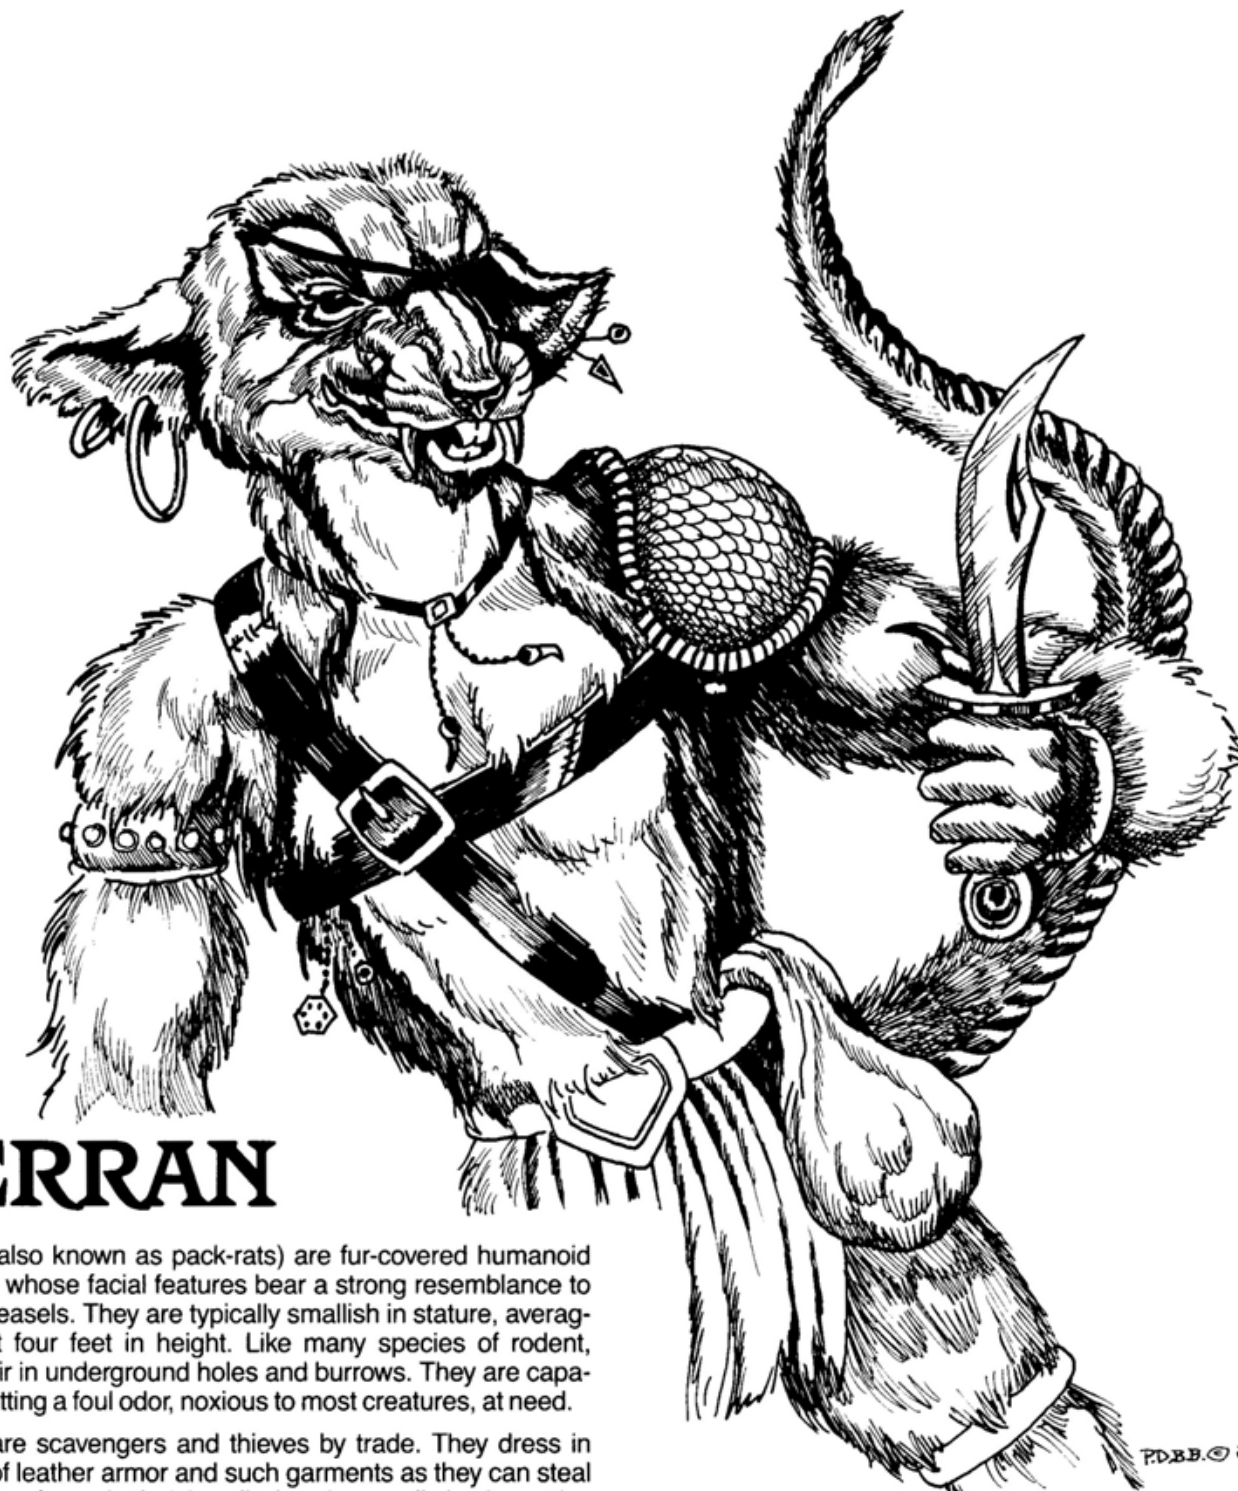 ERRAN
also known as pack-rats) are fur-covered humanoid
whose facial features bear a strong resemblance to
easels. They are typically smallish in stature, averag-
t four feet in height. Like many species of rodent,
ir in underground holes and burrows. They are capa-
tting a foul odor, noxious to most creatures, at need.
are scavengers and thieves by trade. They dress in
of leather armor and such garments as they can steal
P.D.B.B.©